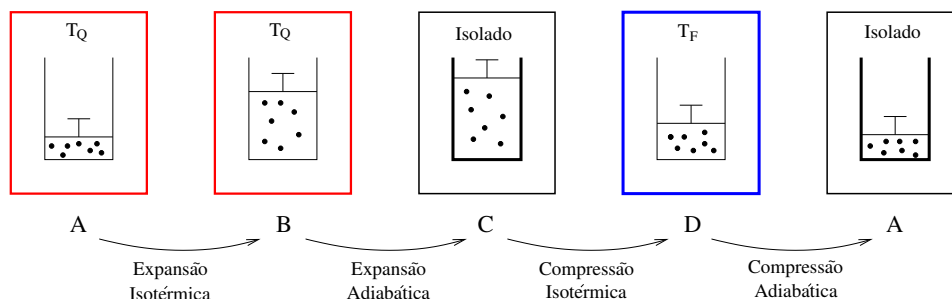 T_Q
T_Q
Isolado
T_F
Isolado
A
B
C
D
A
Expansão
Isotérmica
Expansão
Adiabática
Compressão
Isotérmica
Compressão
Adiabática